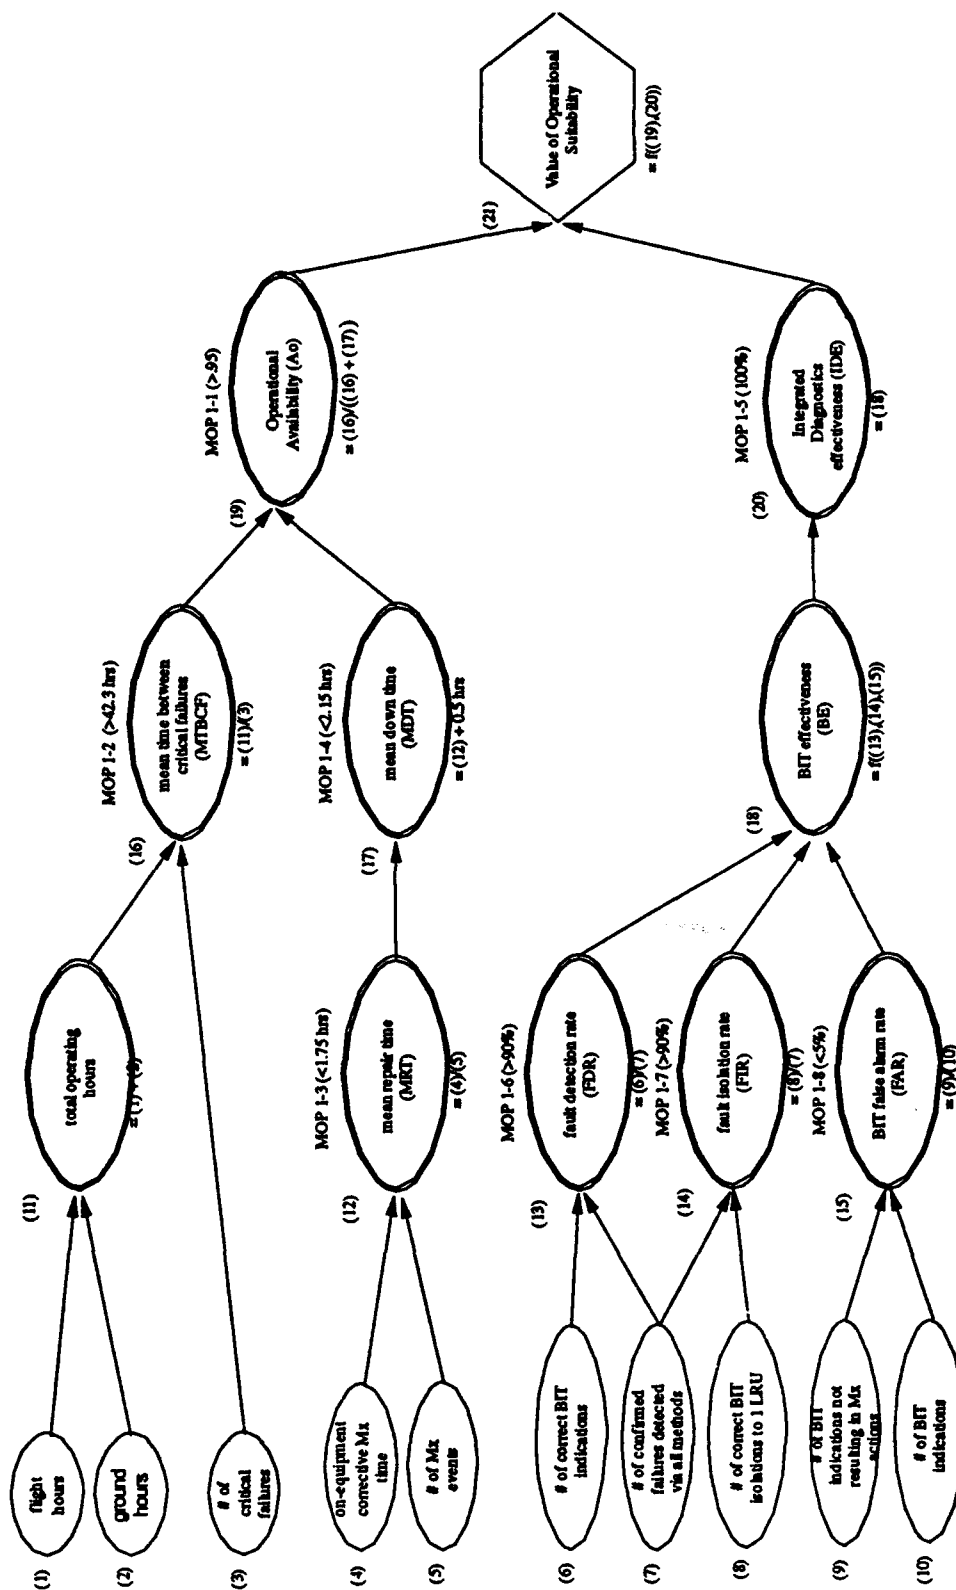 (1)
flight
hours
(2)
ground
hours
(3)
# of
critical
failures
(4)
on-equipment
corrective Mx
time
(5)
# of Mx
events
(6)
# of correct BIT
indications
(7)
# of confirmed
failures detected
via all methods
(8)
# of correct BIT
isolations to 1 LRU
(9)
# of BIT
indications not
resulting in Mx
actions
(10)
# of BIT
indications
(11)
total operating
hours
= (1) +
(12)
MOP 1-3 (<1.75 hrs)
mean repair time
(MRT)
= (4)/(5)
(13)
MOP 1-6 (>90%)
fault detection rate
(FDR)
= (6)/(7)
(14)
MOP 1-7 (>90%)
fault isolation rate
(FIR)
= (8)/(7)
(15)
MOP 1-8 (<5%)
BIT false alarm rate
(FAR)
= (9)/(10)
(16)
MOP 1-2 (>42.3 hrs)
mean time between
critical failures
(MTBCF)
= (11)/(3)
(17)
MOP 1-4 (<2.15 hrs)
mean down time
(MDT)
= (12) + 0.5 hrs
(18)
BIT effectiveness
(BE)
= f((13),(14),(15))
(19)
MOP 1-1 (>.95)
Operational
Availability (Ao)
= (16)/((16) + (17))
(20)
MOP 1-5 (100%)
Integrated
Diagnostics
effectiveness (IDE)
= (18)
(21)
Value of Operational
Suitability
= f((19),(20))